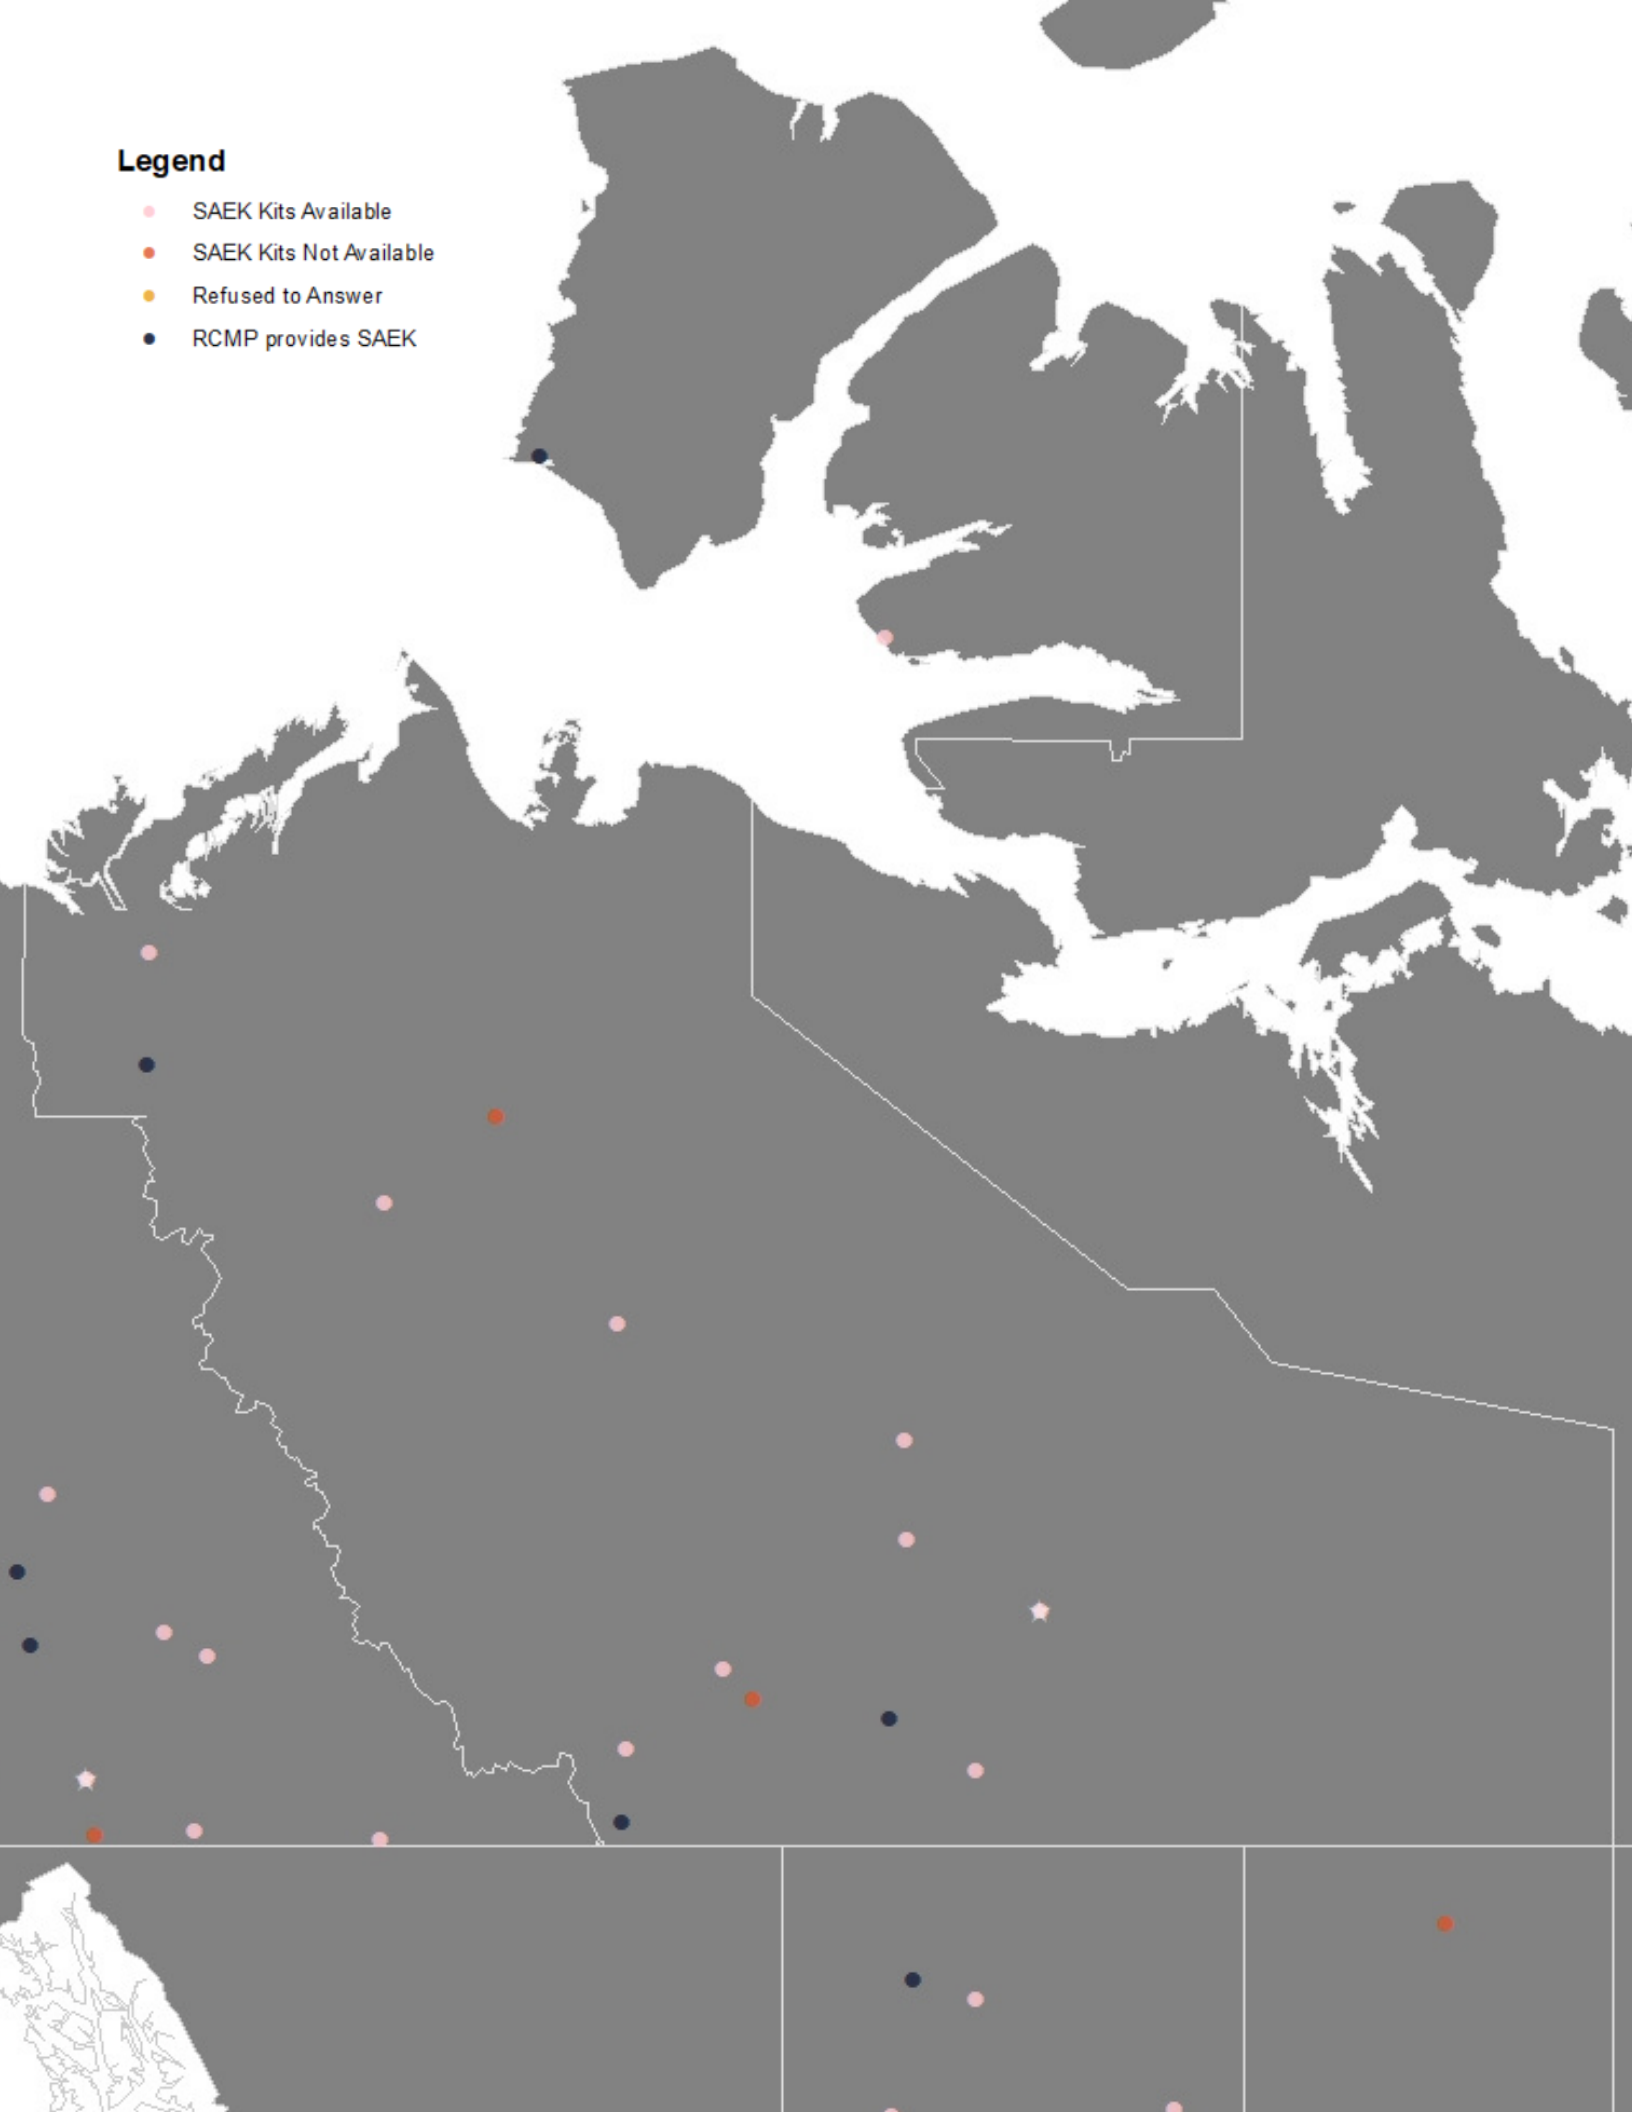 Legend
SAEK Kits Available
SAEK Kits Not Available
Refused to Answer
RCMP provides SAEK